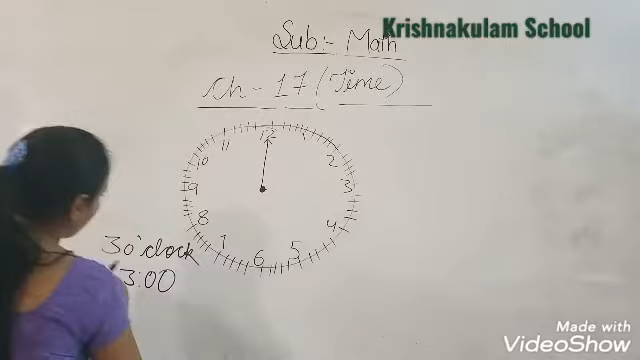 Krishnakulam School
Sub:- Math
Ch - 17 (Time)
12
11
1
10
2
9
3
8
4
7
5
6
3 o'clock
3:00
Made with
VideoShow